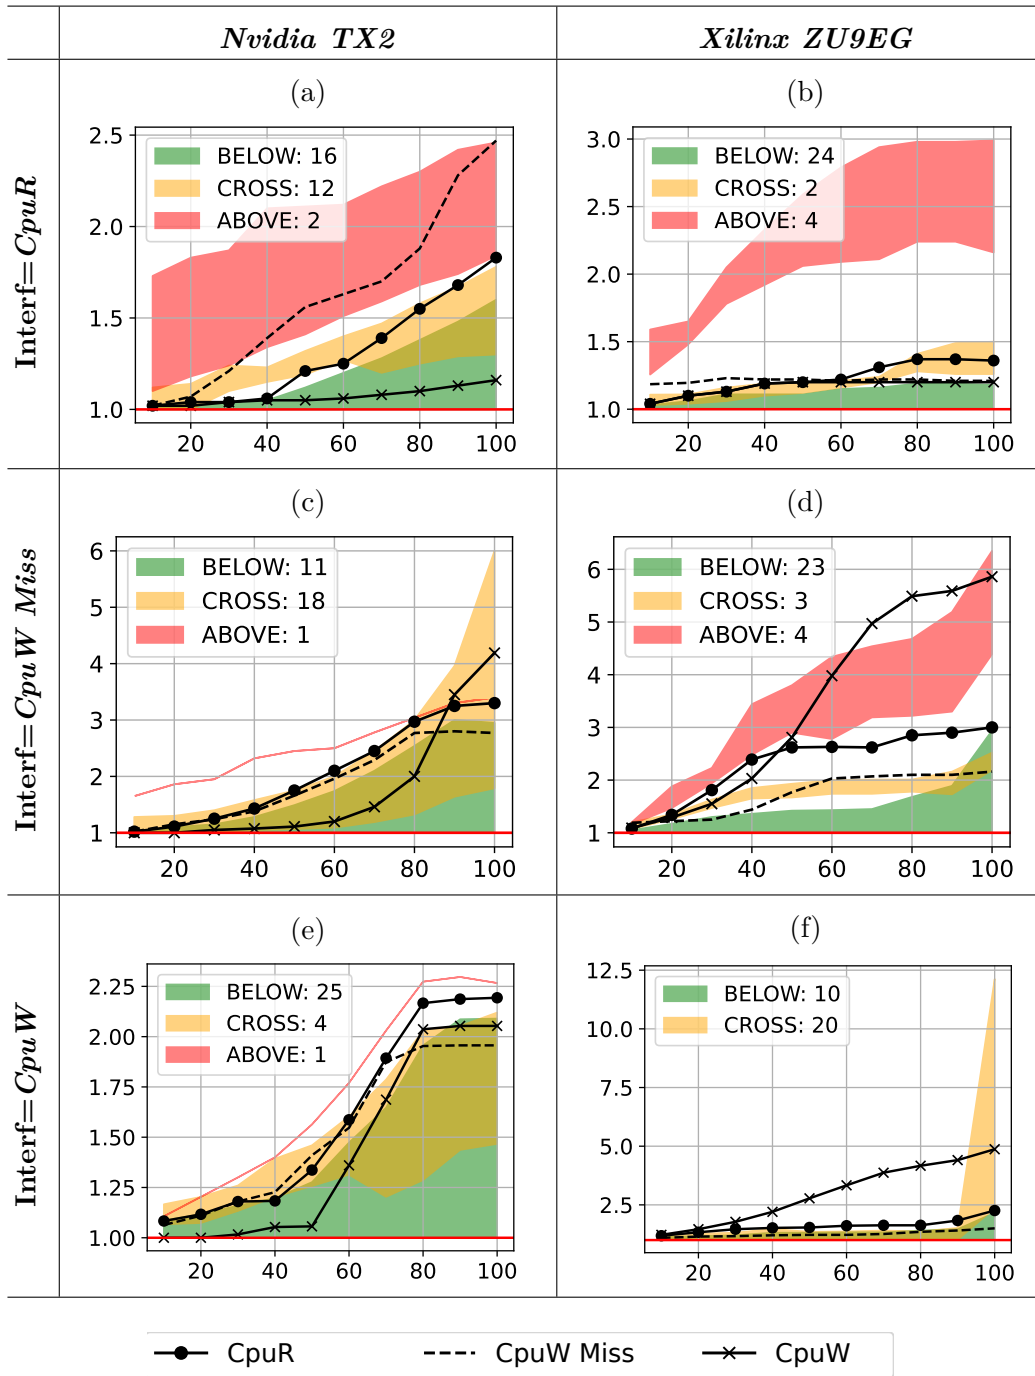 Nvidia TX2
Xilinx ZU9EG
Interf=CpuR
(a)
2.5
2.0
1.5
1.0
BELOW: 16
CROSS: 12
ABOVE: 2
20 40 60 80 100
(b)
3.0
2.5
2.0
1.5
1.0
BELOW: 24
CROSS: 2
ABOVE: 4
20 40 60 80 100
Interf=CpuW Miss
(c)
6
5
4
3
2
1
BELOW: 11
CROSS: 18
ABOVE: 1
20 40 60 80 100
(d)
6
5
4
3
2
1
BELOW: 23
CROSS: 3
ABOVE: 4
20 40 60 80 100
Interf=CpuW
(e)
2.25
2.00
1.75
1.50
1.25
1.00
BELOW: 25
CROSS: 4
ABOVE: 1
20 40 60 80 100
(f)
12.5
10.0
7.5
5.0
2.5
BELOW: 10
CROSS: 20
20 40 60 80 100
CpuR CpuW Miss CpuW